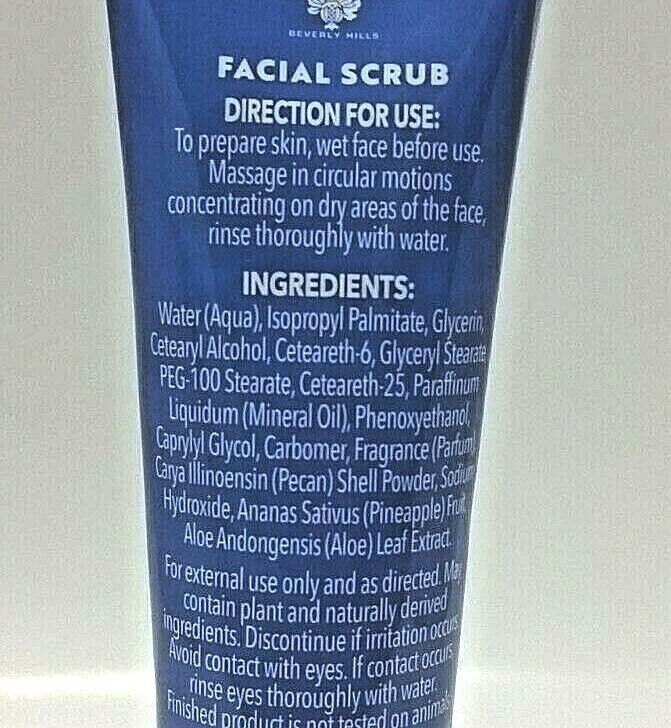 BEVERLY HILLS
FACIAL SCRUB
DIRECTION FOR USE:
To prepare skin, wet face before use.
Massage in circular motions
concentrating on dry areas of the face,
rinse thoroughly with water.
INGREDIENTS:
Water (Aqua), Isopropyl Palmitate, Glycerin,
Cetearyl Alcohol, Ceteareth-6, Glyceryl Stearate
PEG-100 Stearate, Ceteareth-25, Paraffinum
Liquidum (Mineral Oil), Phenoxyethanol,
Caprylyl Glycol, Carbomer, Fragrance (Parfum),
Carya Illinoensin (Pecan) Shell Powder, Sodium
Hydroxide, Ananas Sativus (Pineapple) Fruit,
Aloe Andongensis (Aloe) Leaf Extract.
For external use only and as directed. May
contain plant and naturally derived
ingredients. Discontinue if irritation occurs
Avoid contact with eyes. If contact occurs,
rinse eyes thoroughly with water.
Finished product is not tested on animals